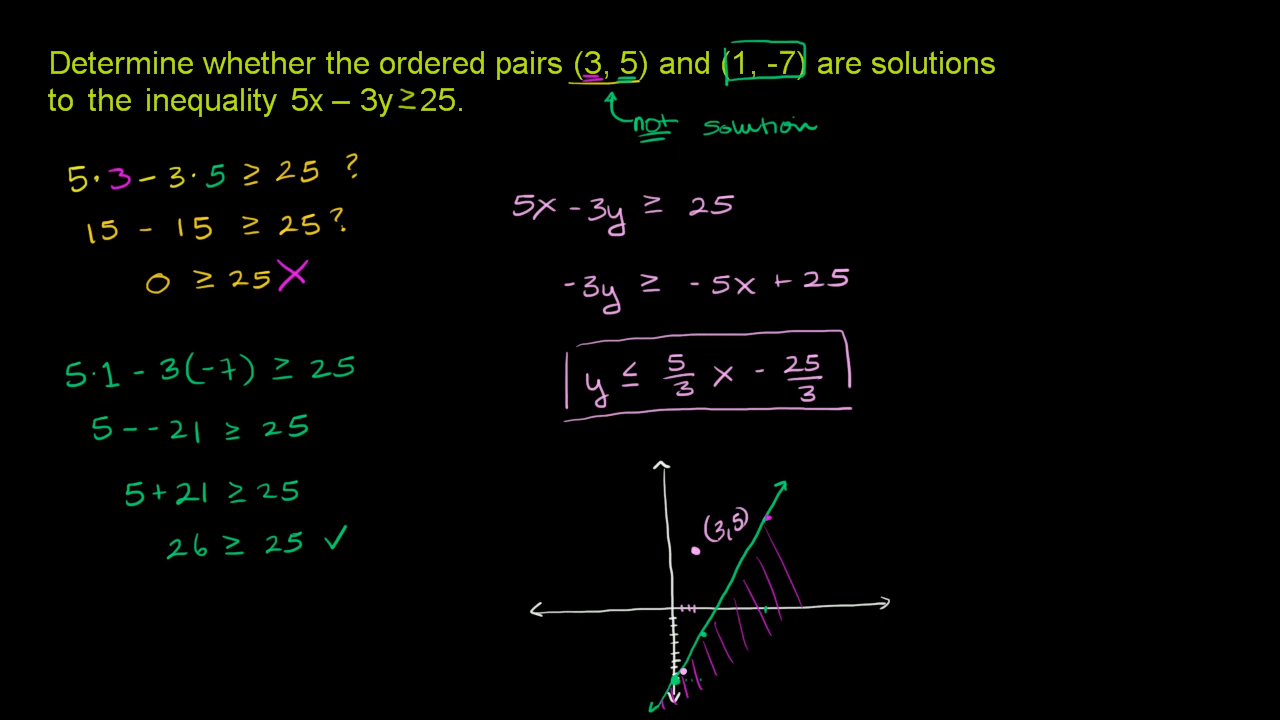 Determine whether the ordered pairs (3, 5) and (1, -7) are solutions
to the inequality 5x – 3y ≥ 25.
not solution
5·3 - 3·5 ≥ 25 ?
15 - 15 ≥ 25 ?
0 ≥ 25 X
5·1 - 3(-7) ≥ 25
5 - -21 ≥ 25
5 + 21 ≥ 25
26 ≥ 25 ✓
5x - 3y ≥ 25
-3y ≥ -5x + 25
y ≤ 5/3 x - 25/3
(3,5)